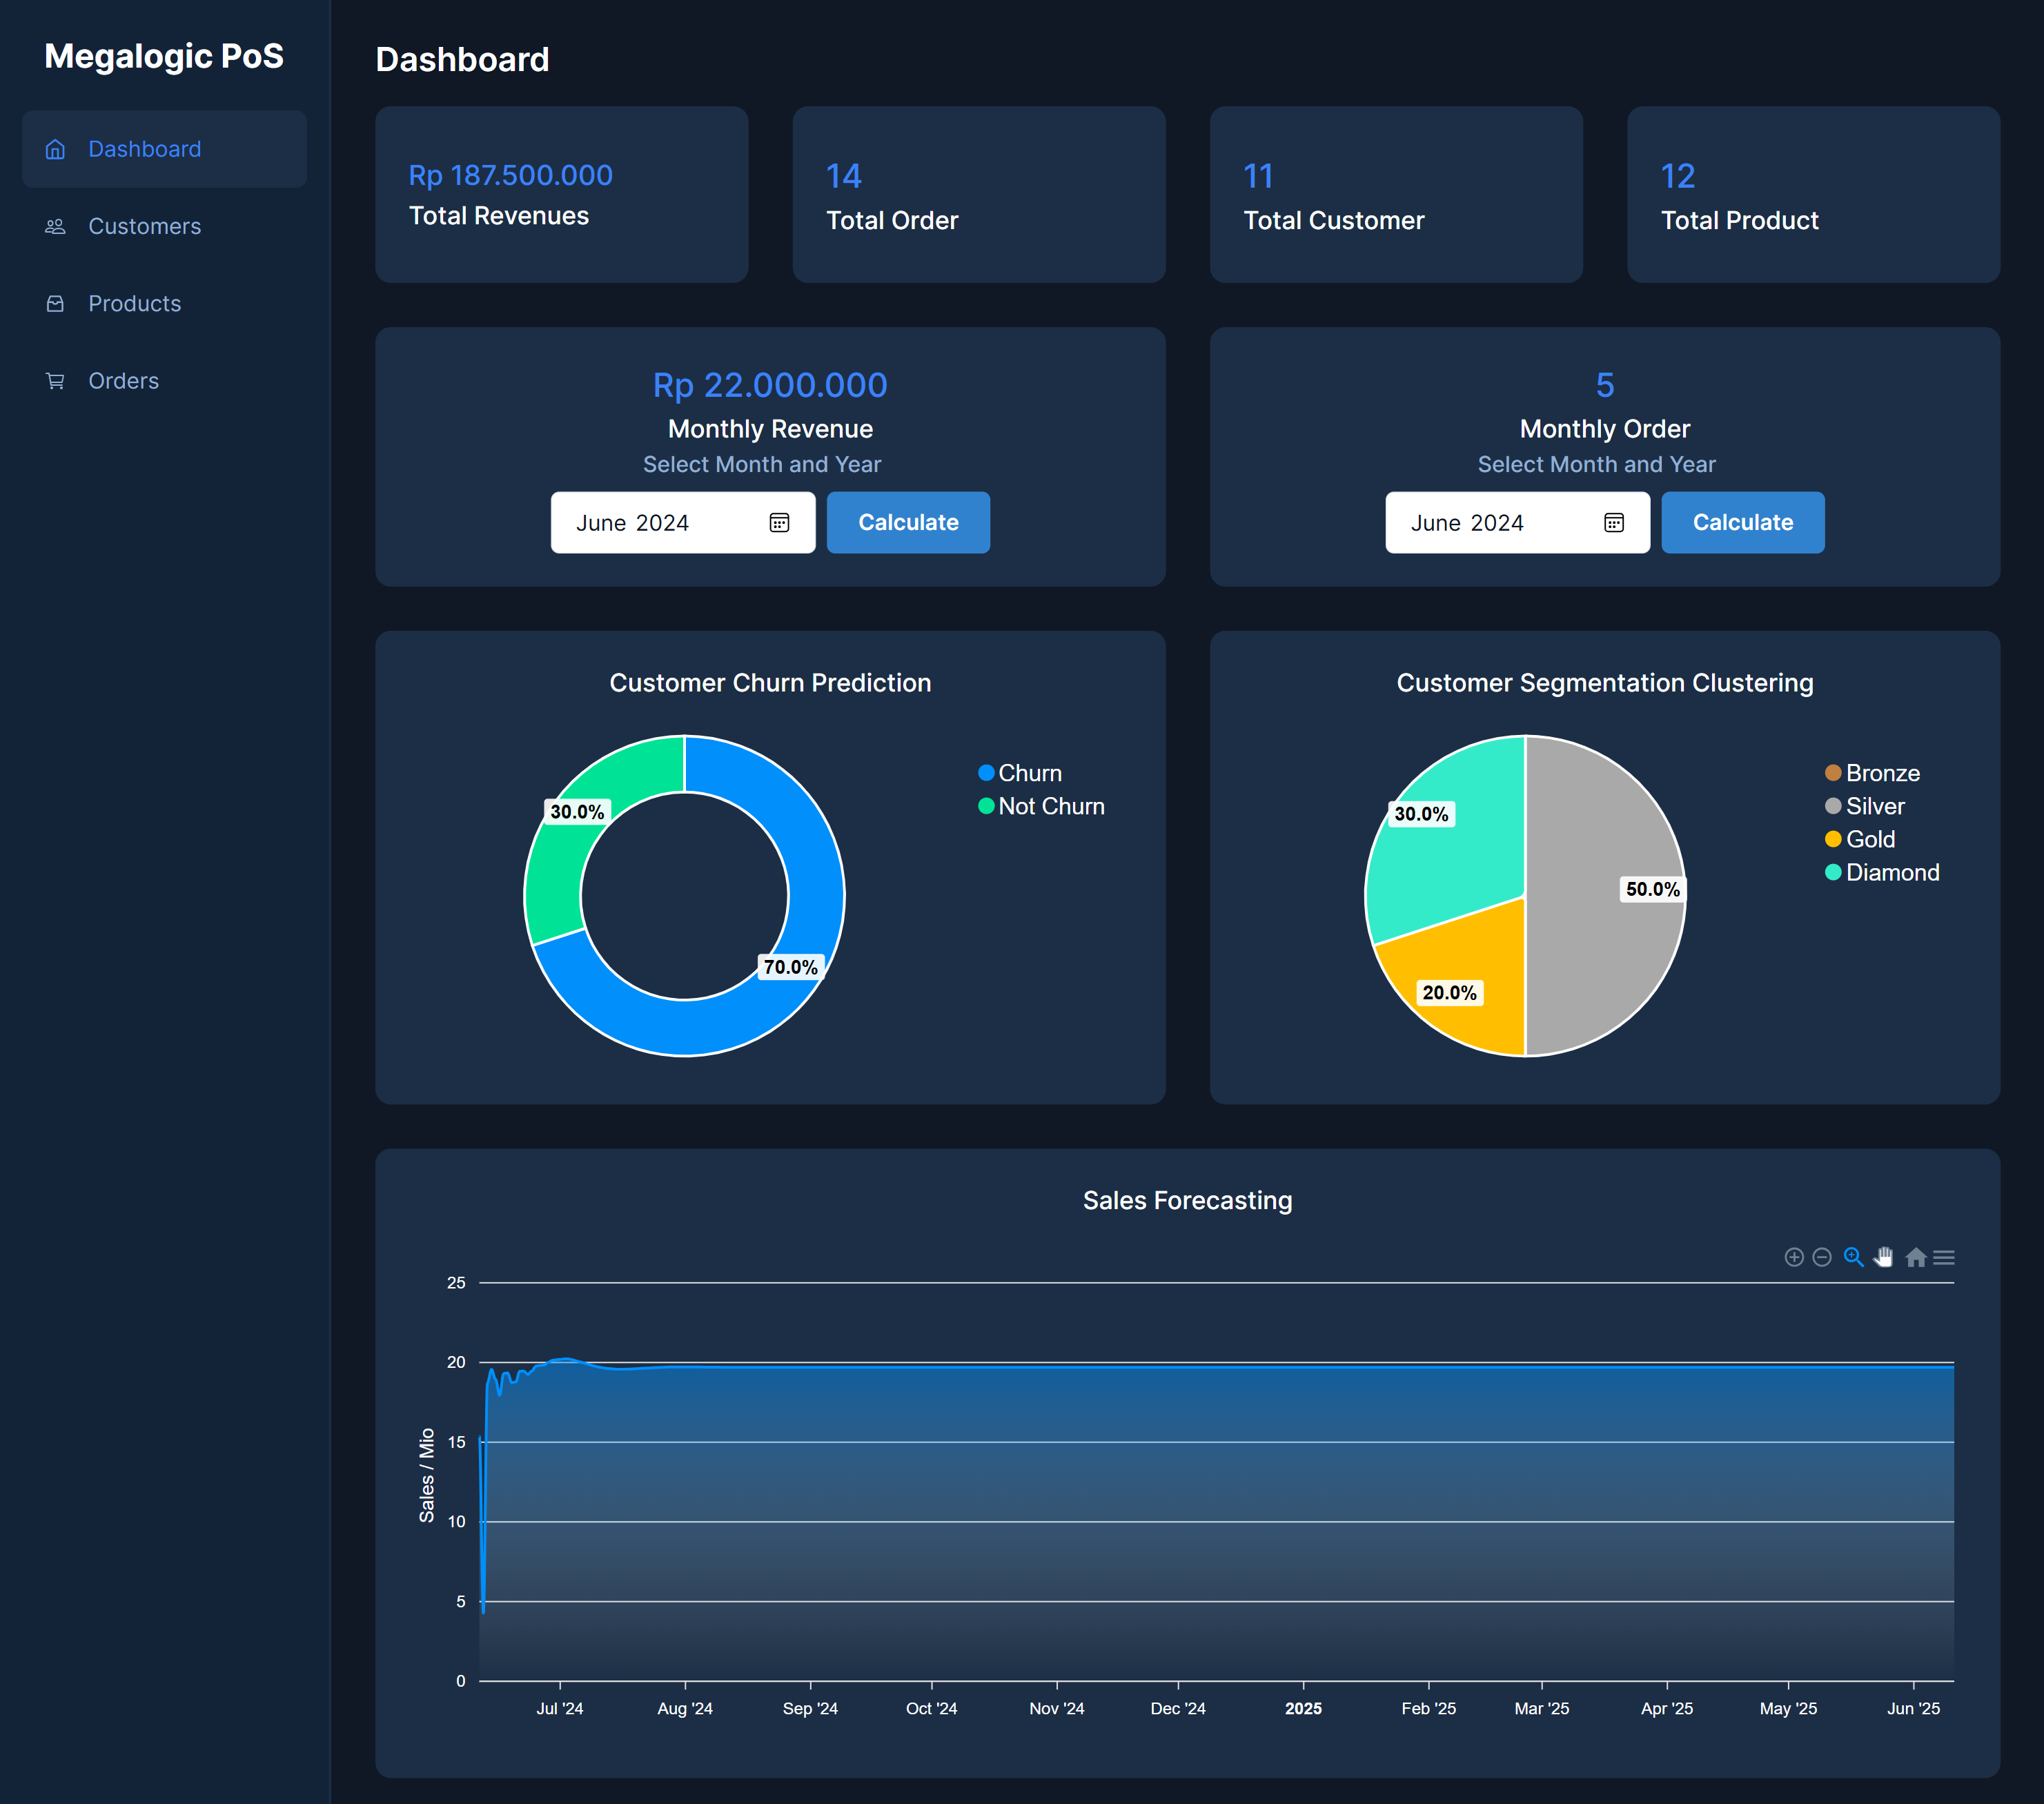 Megalogic PoS
Dashboard
Customers
Products
Orders
Dashboard
Rp 187.500.000
Total Revenues
14
Total Order
11
Total Customer
12
Total Product
Rp 22.000.000
Monthly Revenue
Select Month and Year
June 2024
Calculate
5
Monthly Order
Select Month and Year
June 2024
Calculate
Customer Churn Prediction
30.0%
70.0%
Churn
Not Churn
Customer Segmentation Clustering
30.0%
50.0%
20.0%
Bronze
Silver
Gold
Diamond
Sales Forecasting
Sales / Mio
25
20
15
10
5
0
Jul '24 Aug '24 Sep '24 Oct '24 Nov '24 Dec '24 2025 Feb '25 Mar '25 Apr '25 May '25 Jun '25